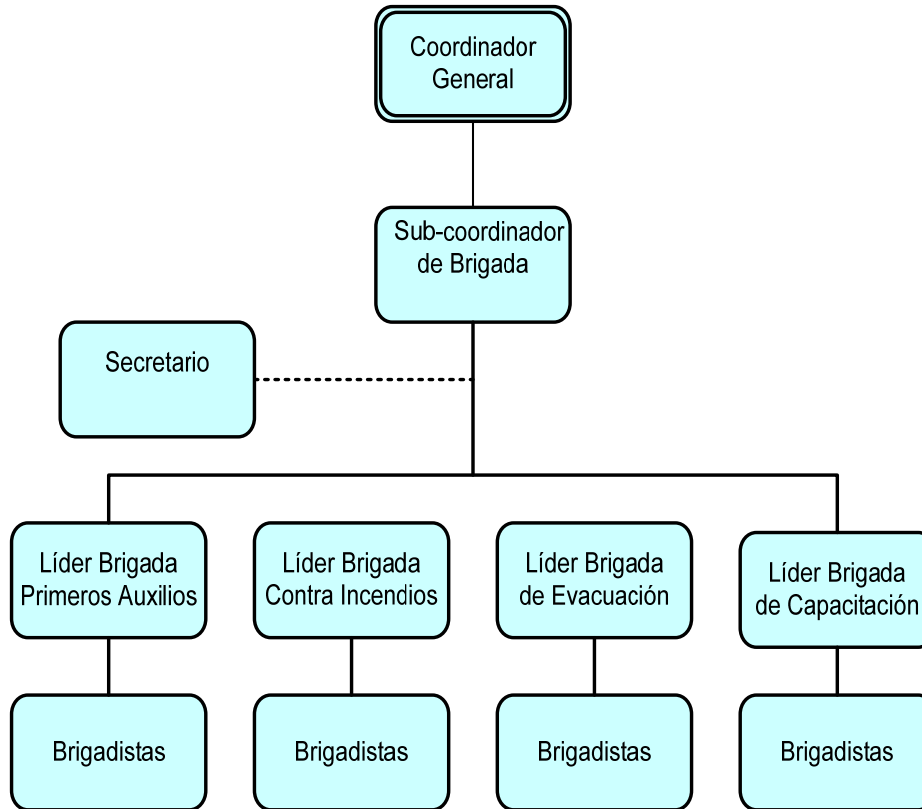 Coordinador
General
Sub-coordinador
de Brigada
Secretario
Líder Brigada
Primeros Auxilios
Líder Brigada
Contra Incendios
Líder Brigada
de Evacuación
Líder Brigada
de Capacitación
Brigadistas
Brigadistas
Brigadistas
Brigadistas